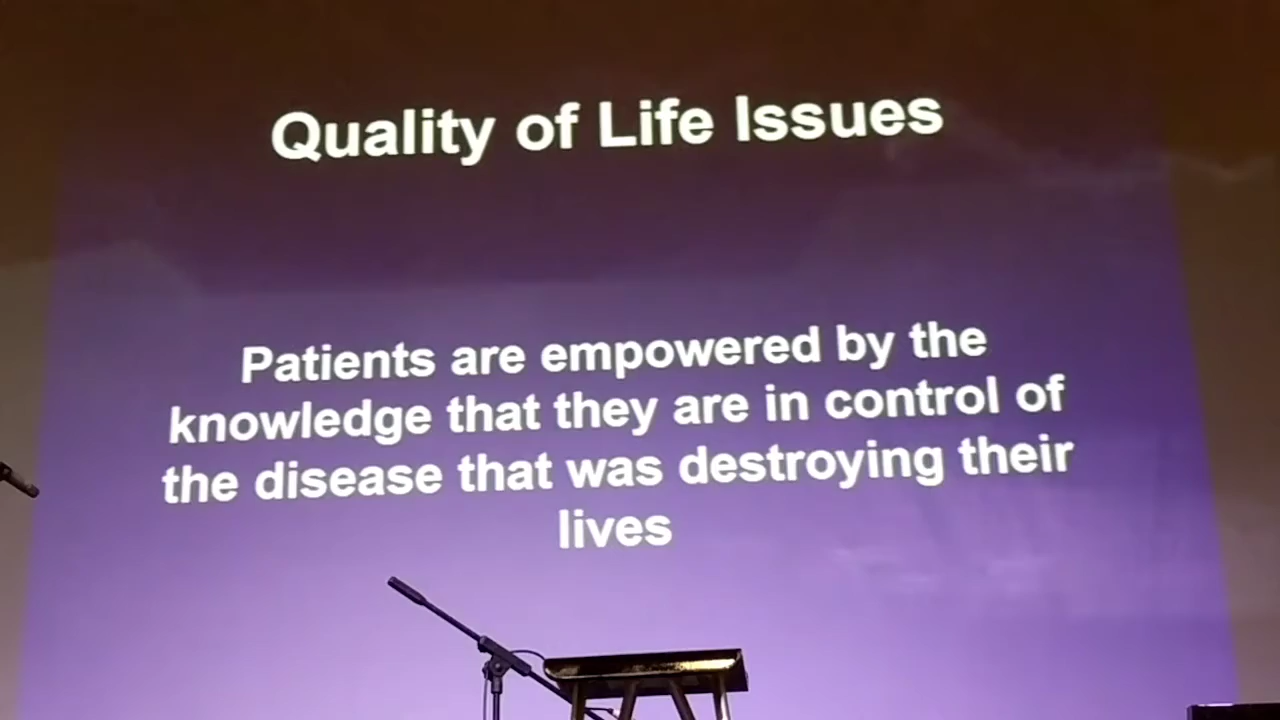 Quality of Life Issues
Patients are empowered by the
knowledge that they are in control of
the disease that was destroying their
lives